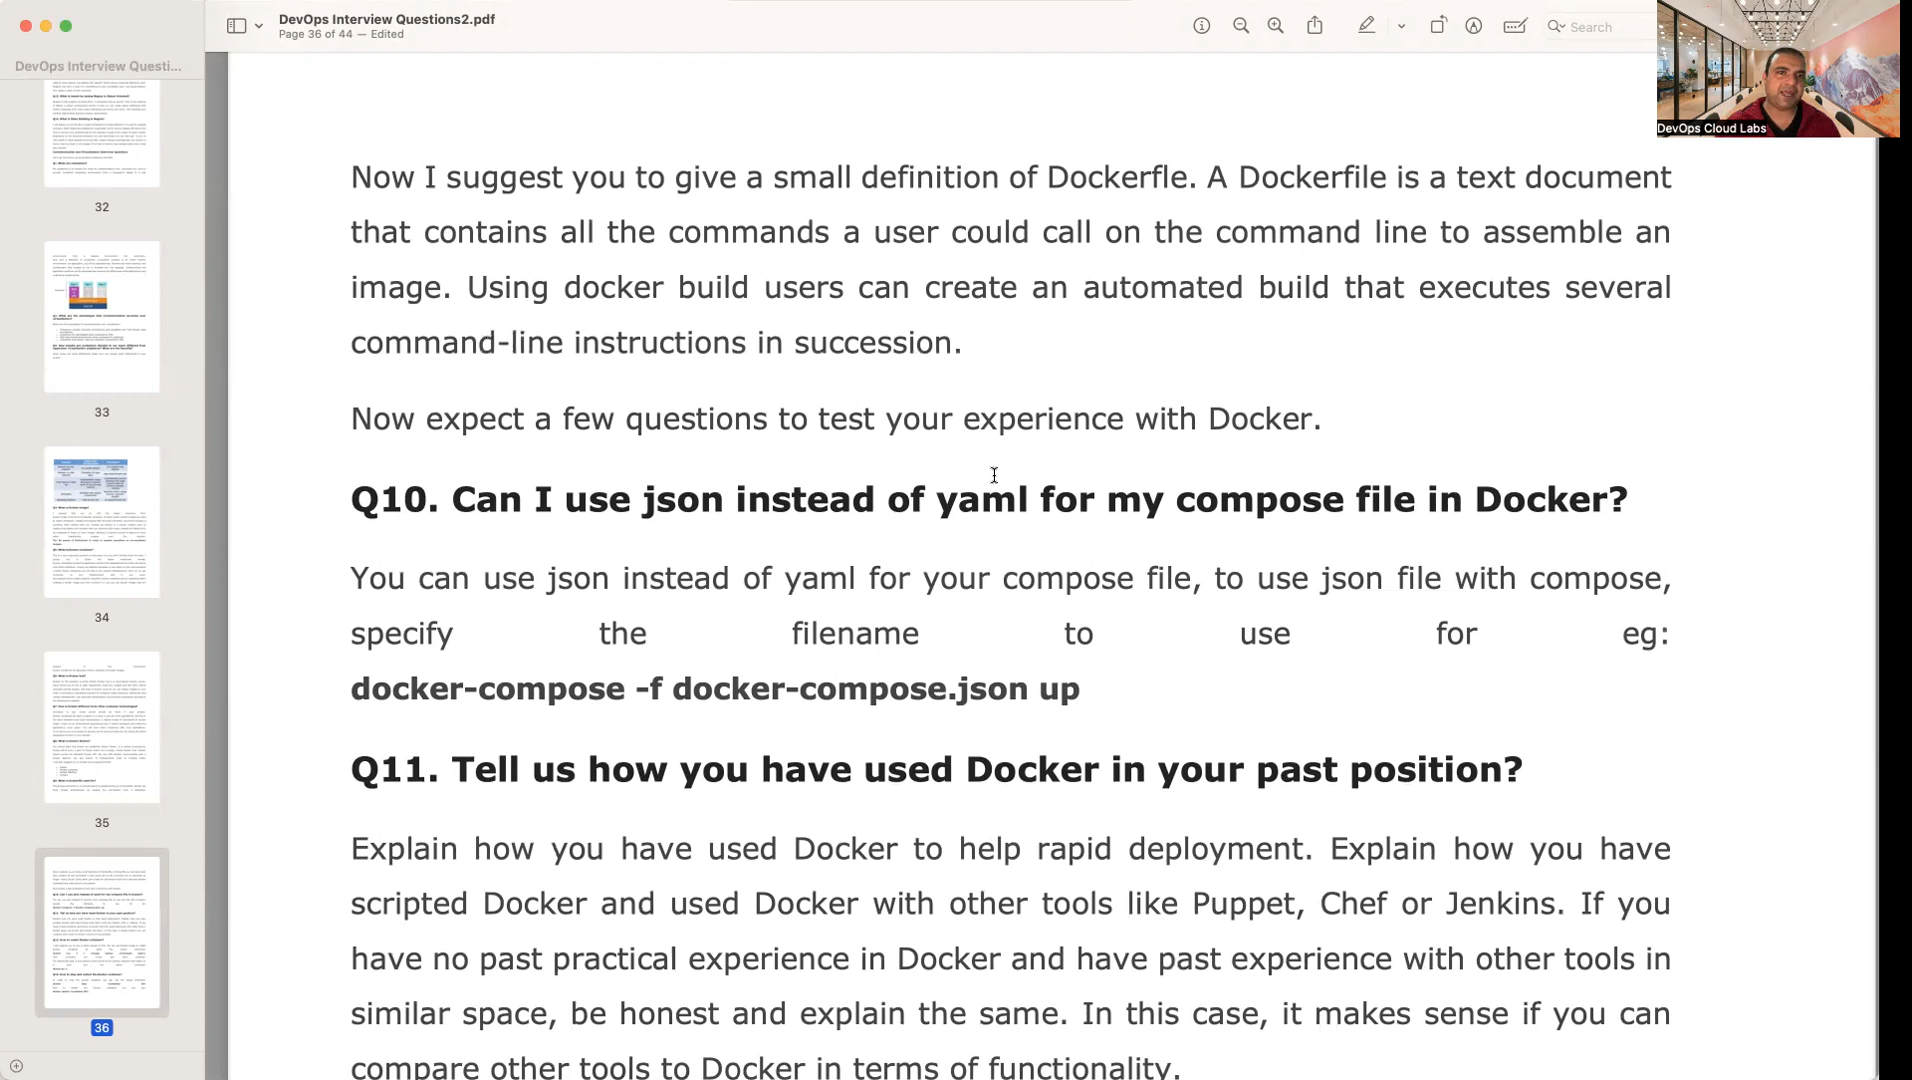 DevOps Interview Questions2.pdf
Page 36 of 44 — Edited
Search
DevOps Interview Questi...
32
33
34
35
36
DevOps Cloud Labs
Now I suggest you to give a small definition of Dockerfle. A Dockerfile is a text document
that contains all the commands a user could call on the command line to assemble an
image. Using docker build users can create an automated build that executes several
command-line instructions in succession.
Now expect a few questions to test your experience with Docker.
Q10. Can I use json instead of yaml for my compose file in Docker?
You can use json instead of yaml for your compose file, to use json file with compose,
specify the filename to use for eg:
docker-compose -f docker-compose.json up
Q11. Tell us how you have used Docker in your past position?
Explain how you have used Docker to help rapid deployment. Explain how you have
scripted Docker and used Docker with other tools like Puppet, Chef or Jenkins. If you
have no past practical experience in Docker and have past experience with other tools in
similar space, be honest and explain the same. In this case, it makes sense if you can
compare other tools to Docker in terms of functionality.